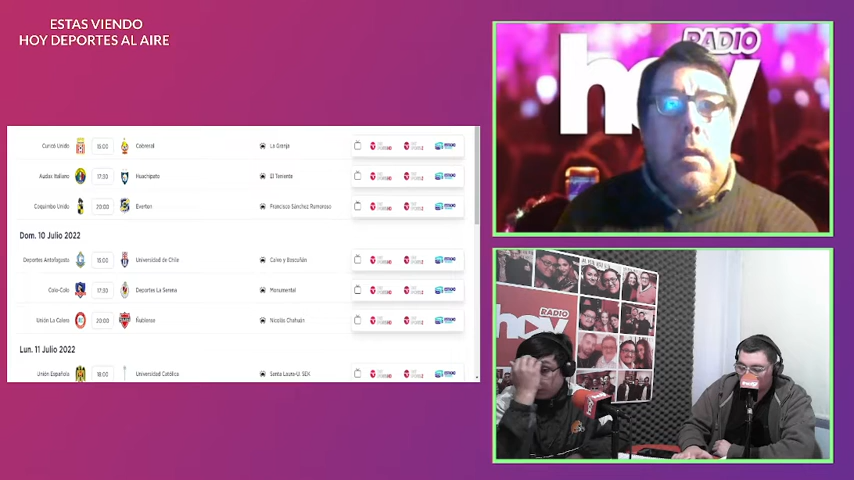 ESTAS VIENDO
HOY DEPORTES AL AIRE
RADIO
hoy
Curicó Unido 15:00 Cobresal La Granja
Audax Italiano 17:30 Huachipato El Teniente
Coquimbo Unido 20:00 Everton Francisco Sánchez Rumoroso
Dom. 10 Julio 2022
Deportes Antofagasta 15:00 Universidad de Chile Calvo y Bascuñán
Colo-Colo 17:30 Deportes La Serena Monumental
Unión La Calera 20:00 Ñublense Nicolás Chahuán
Lun. 11 Julio 2022
Unión Española 18:00 Universidad Católica Santa Laura-U. SEK
RADIO
hoy